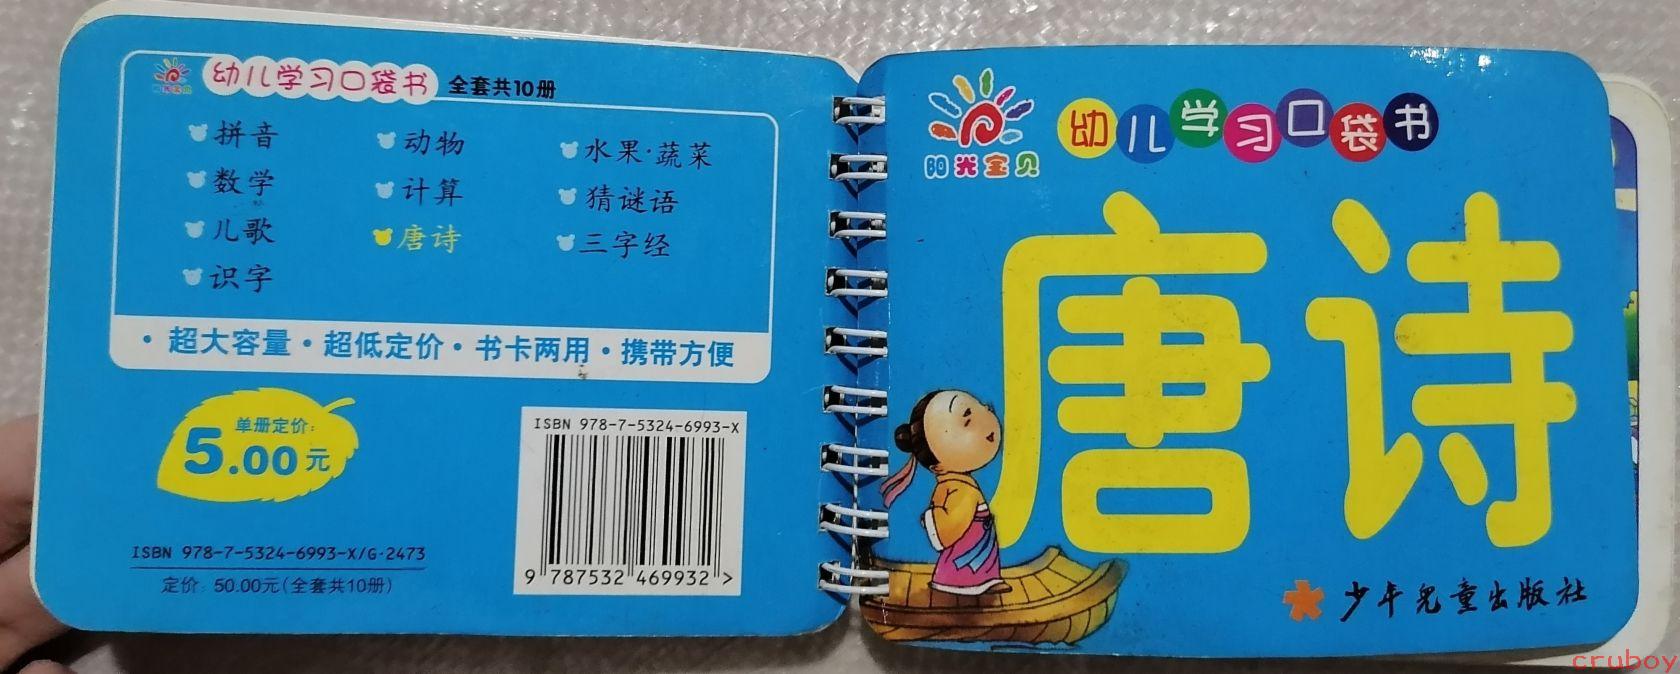 阳光宝贝
幼儿学习口袋书 全套共10册
拼音 动物 水果·蔬菜
数学 计算 猜谜语
儿歌 唐诗 三字经
识字
·超大容量·超低定价·书卡两用·携带方便
单册定价:
5.00元
ISBN 978-7-5324-6993-X
9 787532 469932 >
ISBN 978-7-5324-6993-X/G·2473
定价: 50.00元(全套共10册)
阳光宝贝
幼儿学习口袋书
唐诗
少年儿童出版社
cruboy